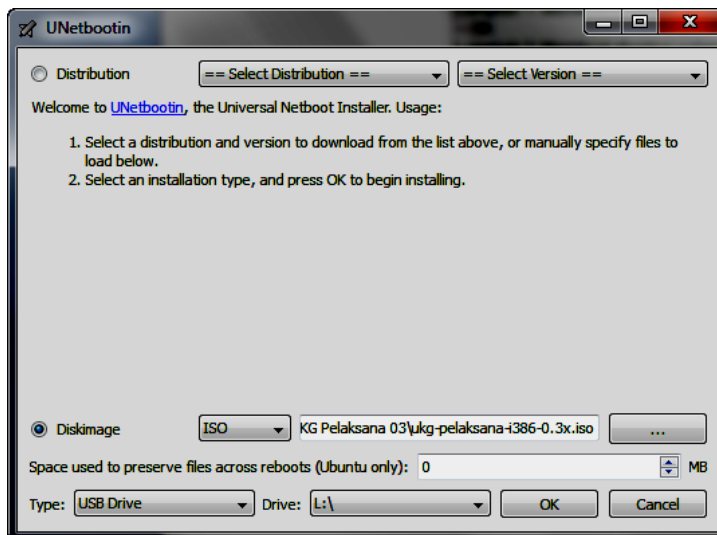 UNetbootin
Distribution == Select Distribution == == Select Version ==
Welcome to UNetbootin, the Universal Netboot Installer. Usage:
1. Select a distribution and version to download from the list above, or manually specify files to
load below.
2. Select an installation type, and press OK to begin installing.
Diskimage ISO KG Pelaksana 03\ukg-pelaksana-i386-0.3x.iso ...
Space used to preserve files across reboots (Ubuntu only): 0 MB
Type: USB Drive Drive: L:\ OK Cancel